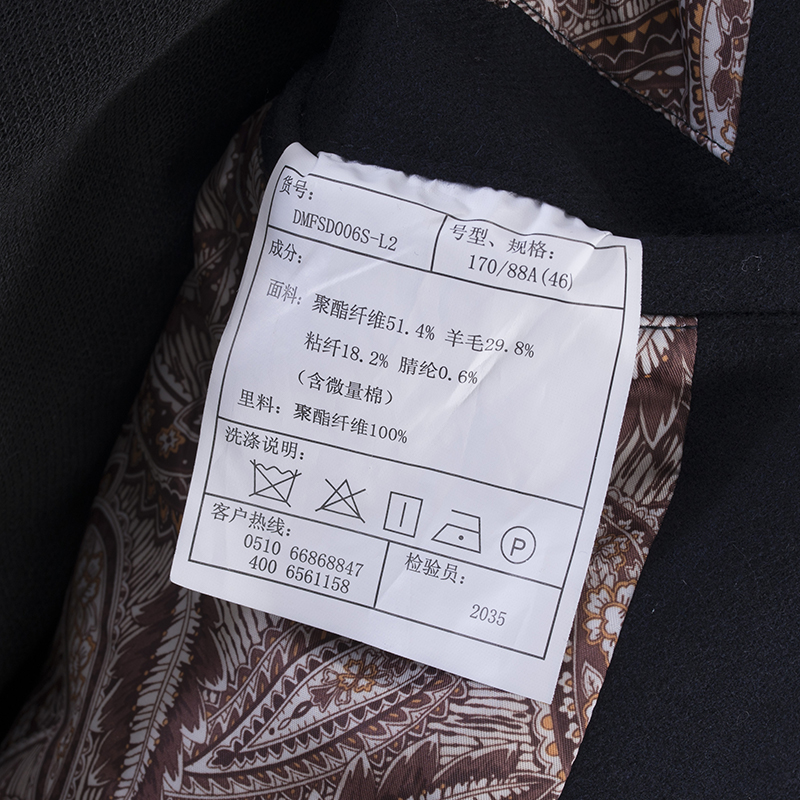 货号:
DMFSD006S-L2
号型、规格:
170/88A(46)
成分:
面料: 聚酯纤维51.4% 羊毛29.8%
粘纤18.2% 腈纶0.6%
(含微量棉)
里料: 聚酯纤维100%
洗涤说明:
P
客户热线:
0510 66868847
400 6561158
检验员:
2035